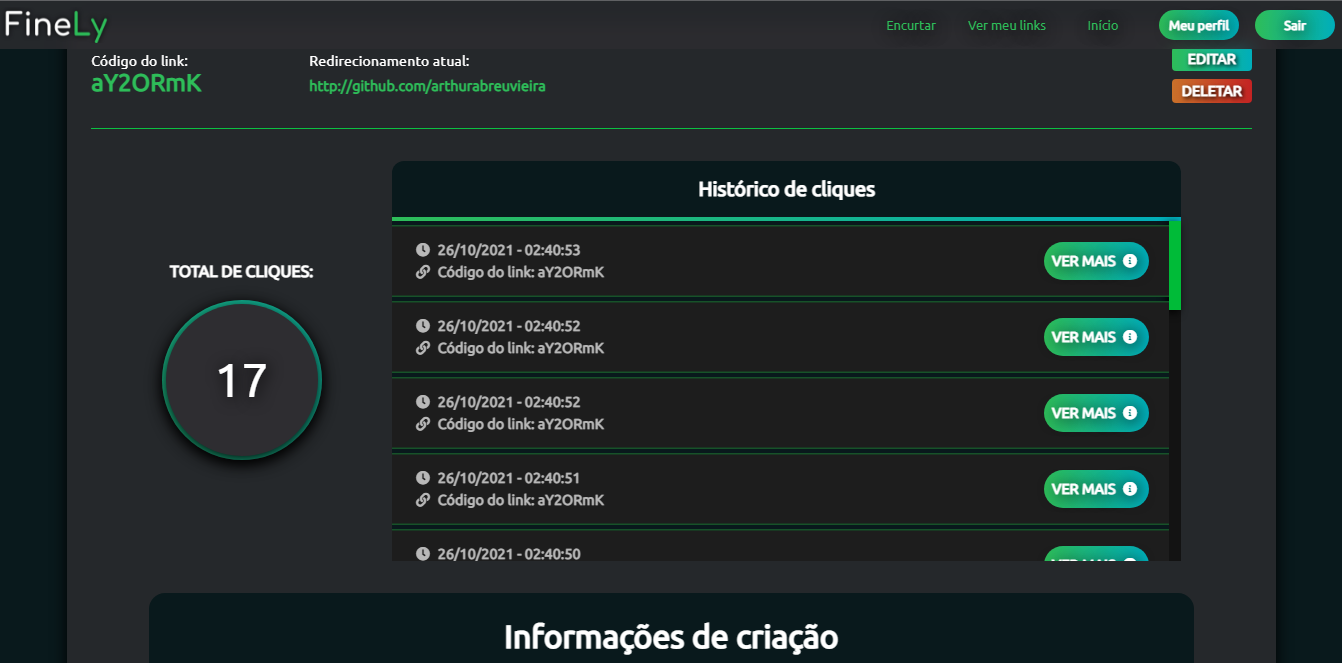 FineLy
Encurtar
Ver meu links
Início
Meu perfil
Sair
Código do link:
aY2ORmK
Redirecionamento atual:
http://github.com/arthurabreuvieira
EDITAR
DELETAR
TOTAL DE CLIQUES:
17
Histórico de cliques
26/10/2021 - 02:40:53
Código do link: aY2ORmK
VER MAIS
26/10/2021 - 02:40:52
Código do link: aY2ORmK
VER MAIS
26/10/2021 - 02:40:52
Código do link: aY2ORmK
VER MAIS
26/10/2021 - 02:40:51
Código do link: aY2ORmK
VER MAIS
26/10/2021 - 02:40:50
Informações de criação